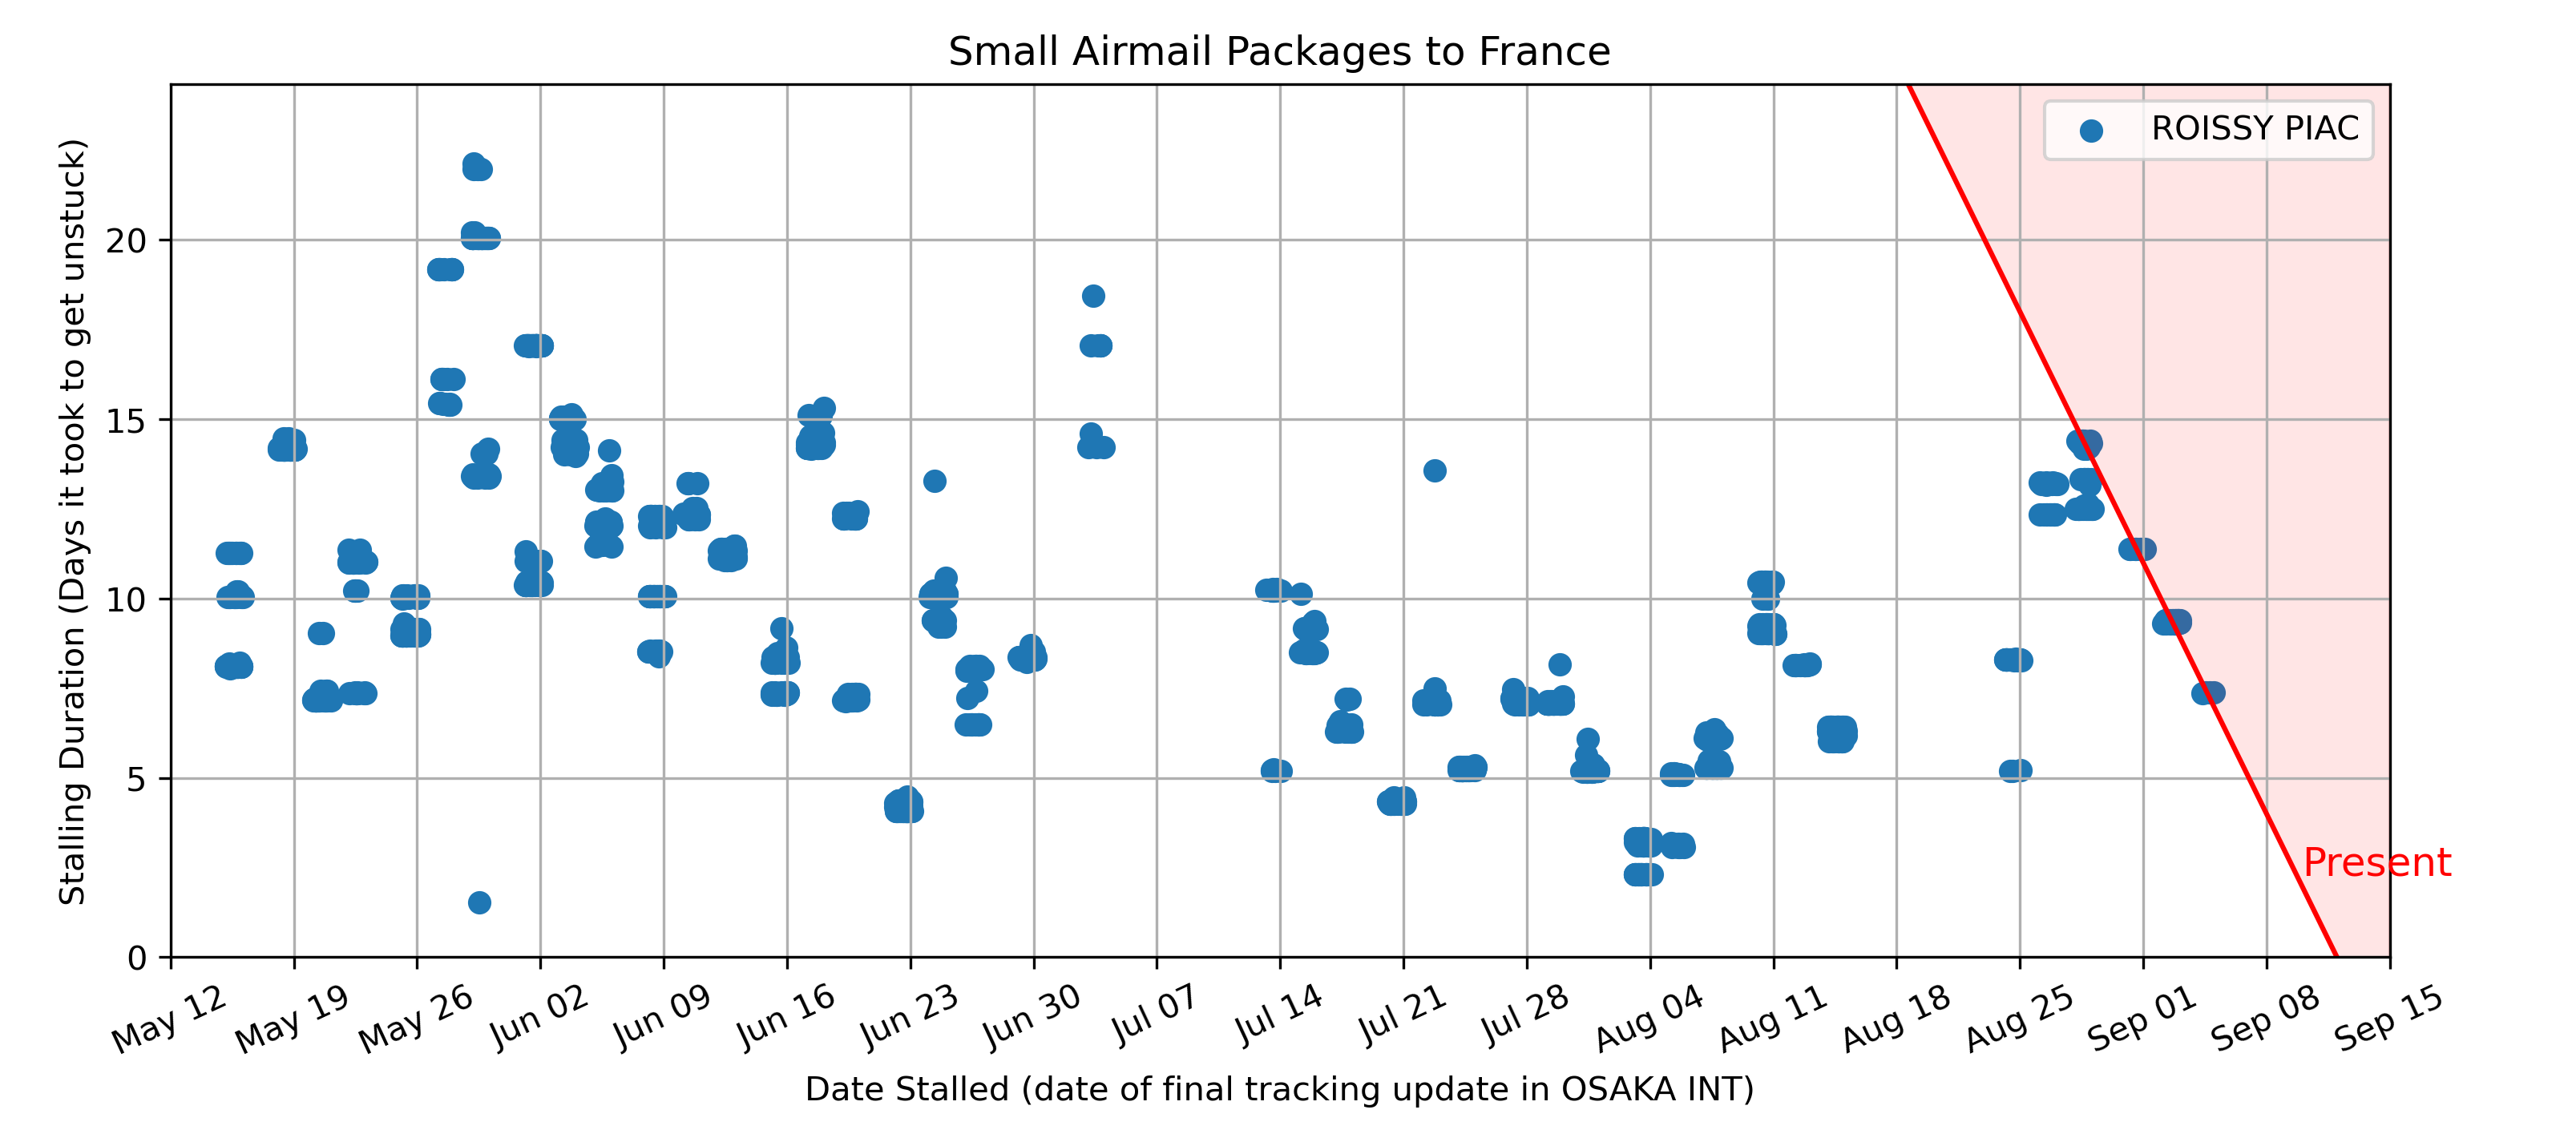 Small Airmail Packages to France
ROISSY PIAC
Stalling Duration (Days it took to get unstuck)
20
15
10
5
0
Present
May 12 May 19 May 26 Jun 02 Jun 09 Jun 16 Jun 23 Jun 30 Jul 07 Jul 14 Jul 21 Jul 28 Aug 04 Aug 11 Aug 18 Aug 25 Sep 01 Sep 08 Sep 15
Date Stalled (date of final tracking update in OSAKA INT)